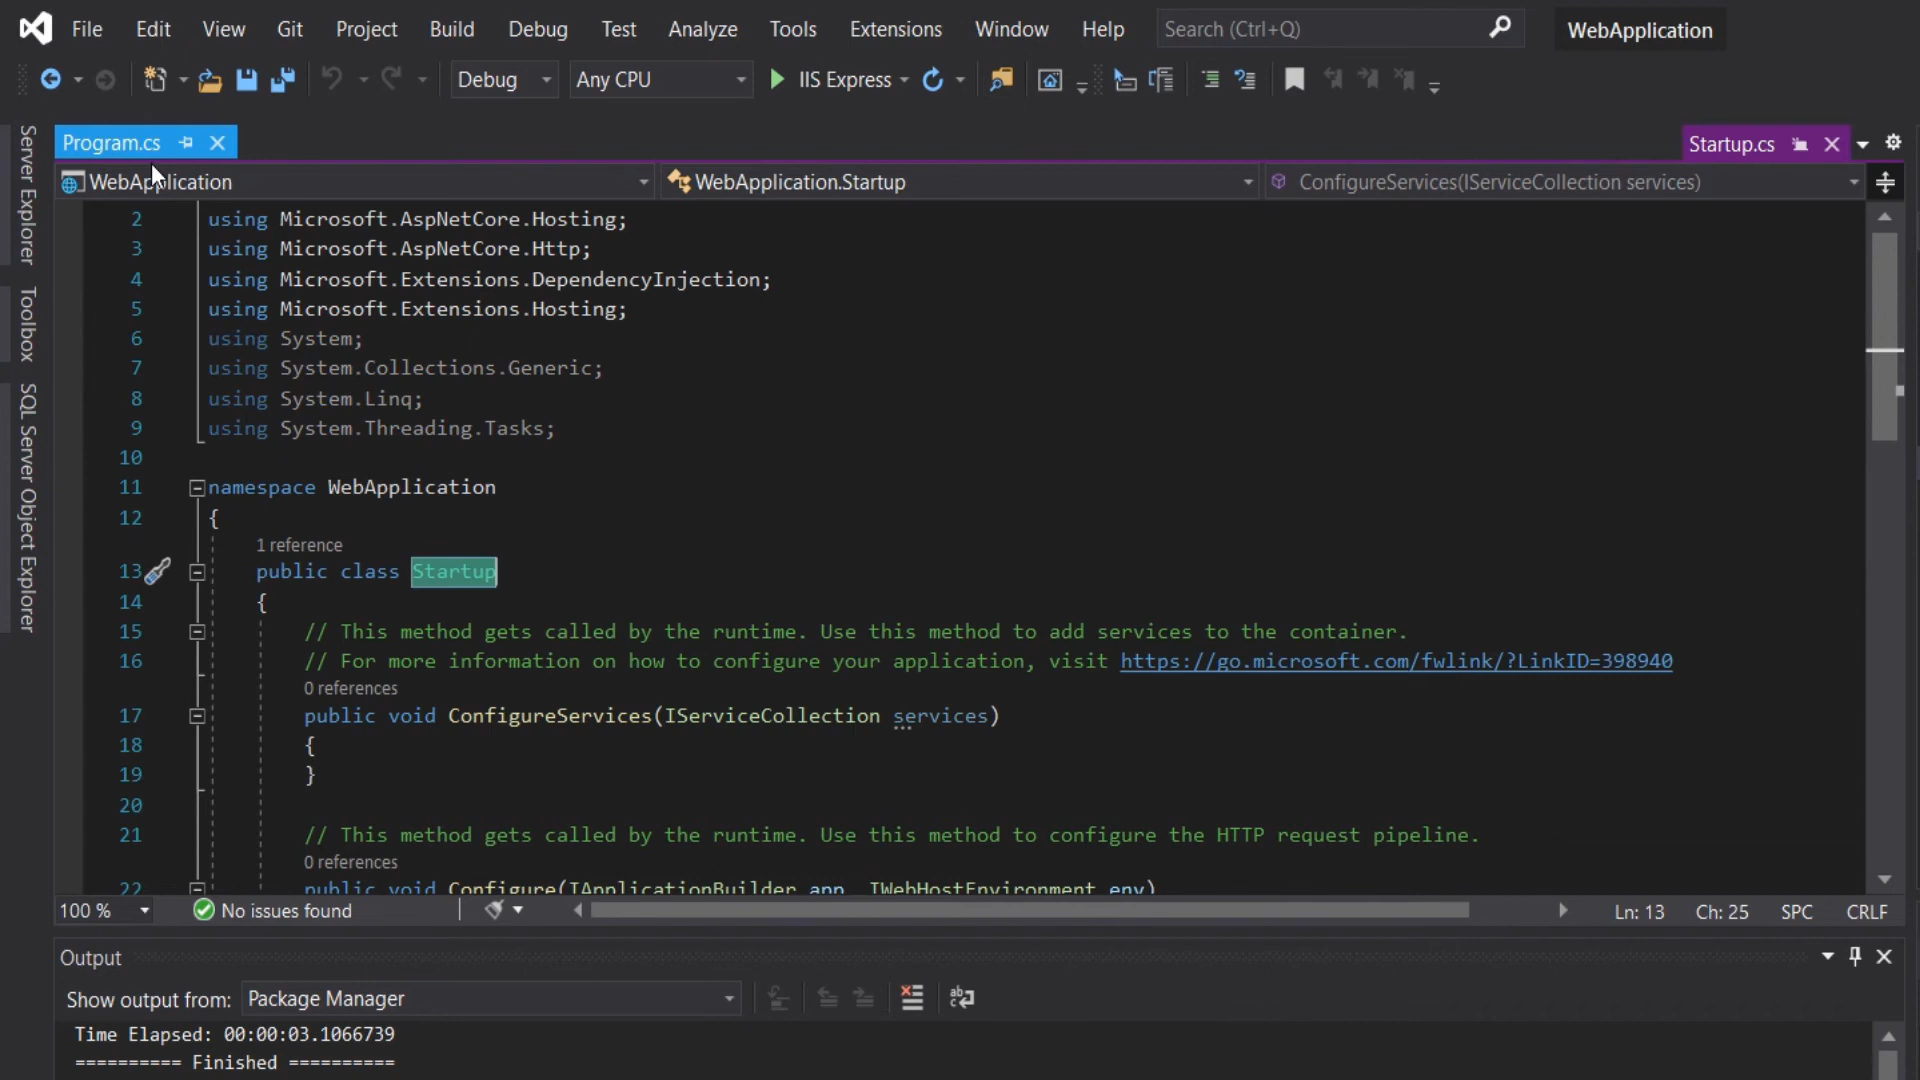 File Edit View Git Project Build Debug Test Analyze Tools Extensions Window Help Search (Ctrl+Q) WebApplication
Debug Any CPU IIS Express
Program.cs Startup.cs
WebApplication WebApplication.Startup ConfigureServices(IServiceCollection services)
Server Explorer
Toolbox
SQL Server Object Explorer
2 using Microsoft.AspNetCore.Hosting;
3 using Microsoft.AspNetCore.Http;
4 using Microsoft.Extensions.DependencyInjection;
5 using Microsoft.Extensions.Hosting;
6 using System;
7 using System.Collections.Generic;
8 using System.Linq;
9 using System.Threading.Tasks;
10
11 namespace WebApplication
12 {
1 reference
13 public class Startup
14 {
15 // This method gets called by the runtime. Use this method to add services to the container.
16 // For more information on how to configure your application, visit https://go.microsoft.com/fwlink/?LinkID=398940
0 references
17 public void ConfigureServices(IServiceCollection services)
18 {
19 }
20
21 // This method gets called by the runtime. Use this method to configure the HTTP request pipeline.
0 references
22 public void Configure(IApplicationBuilder app, IWebHostEnvironment env)
100 % No issues found Ln: 13 Ch: 25 SPC CRLF
Output
Show output from: Package Manager
Time Elapsed: 00:00:03.1066739
========== Finished ==========